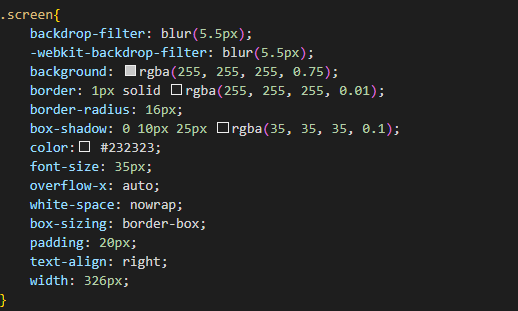 .screen{
backdrop-filter: blur(5.5px);
-webkit-backdrop-filter: blur(5.5px);
background: rgba(255, 255, 255, 0.75);
border: 1px solid rgba(255, 255, 255, 0.01);
border-radius: 16px;
box-shadow: 0 10px 25px rgba(35, 35, 35, 0.1);
color: #232323;
font-size: 35px;
overflow-x: auto;
white-space: nowrap;
box-sizing: border-box;
padding: 20px;
text-align: right;
width: 326px;
}